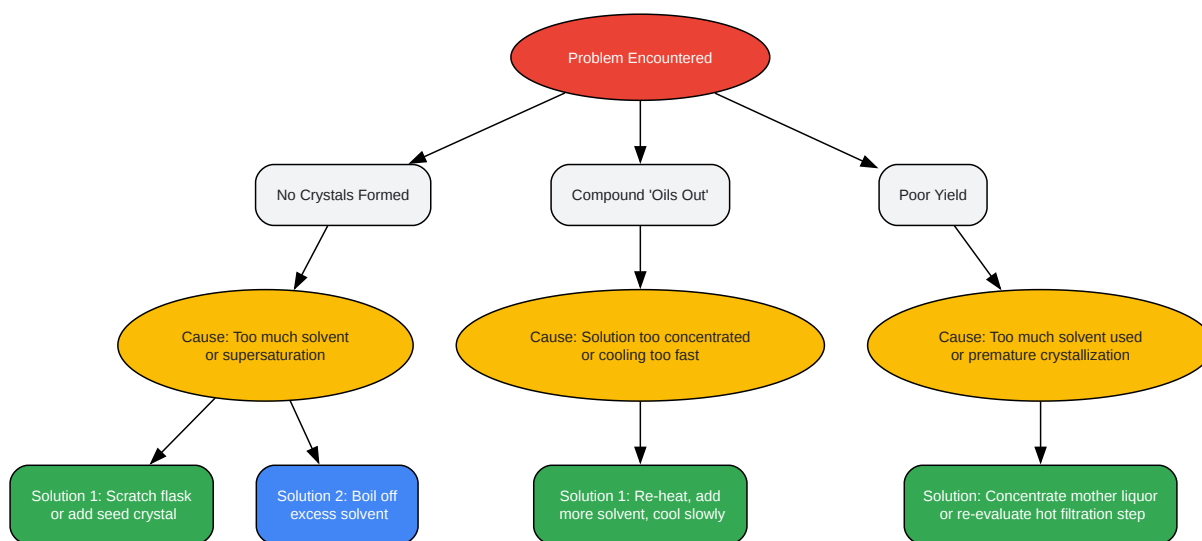 Problem Encountered
No Crystals Formed
Compound 'Oils Out'
Poor Yield
Cause: Too much solvent
or supersaturation
Cause: Solution too concentrated
or cooling too fast
Cause: Too much solvent used
or premature crystallization
Solution 1: Scratch flask
or add seed crystal
Solution 2: Boil off
excess solvent
Solution 1: Re-heat, add
more solvent, cool slowly
Solution: Concentrate mother liquor
or re-evaluate hot filtration step